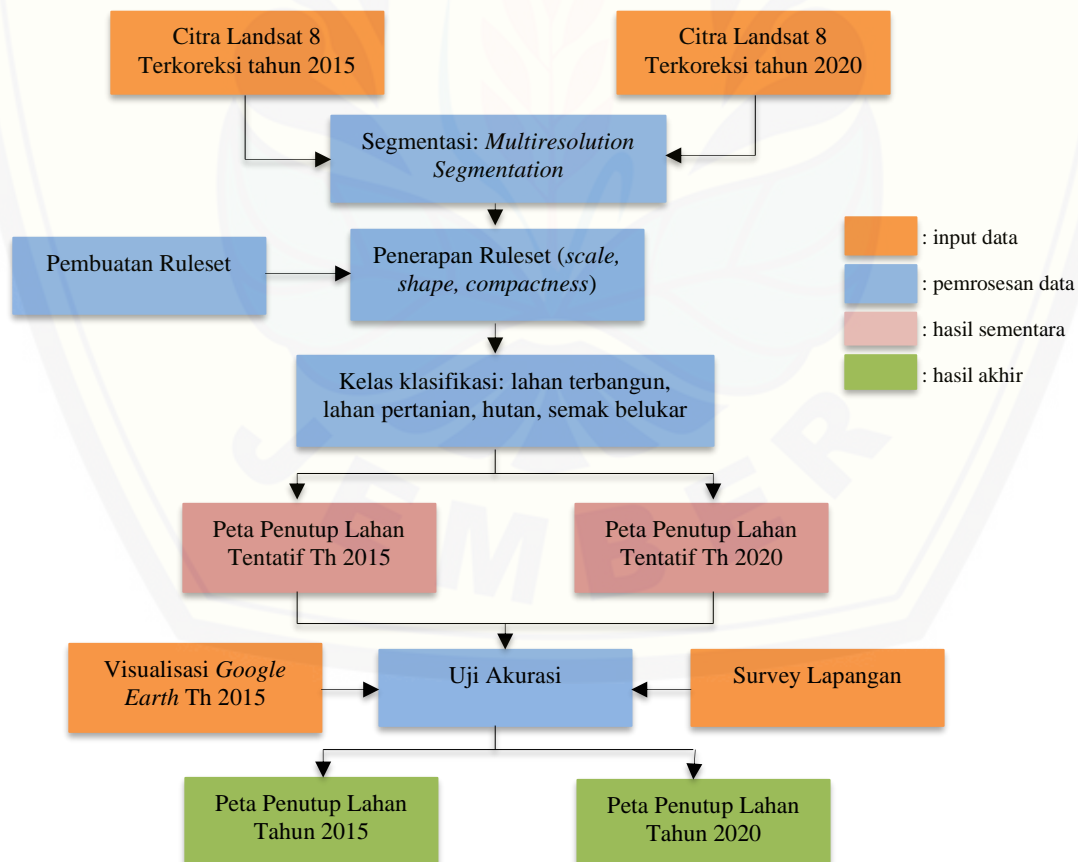 Citra Landsat 8
Terkoreksi tahun 2015
Citra Landsat 8
Terkoreksi tahun 2020
Segmentasi: Multiresolution
Segmentation
Pembuatan Ruleset
Penerapan Ruleset (scale,
shape, compactness)
: input data
: pemrosesan data
: hasil sementara
: hasil akhir
Kelas klasifikasi: lahan terbangun,
lahan pertanian, hutan, semak belukar
JEMBER
Peta Penutup Lahan
Tentatif Th 2015
Peta Penutup Lahan
Tentatif Th 2020
Visualisasi Google
Earth Th 2015
Uji Akurasi
Survey Lapangan
Peta Penutup Lahan
Tahun 2015
Peta Penutup Lahan
Tahun 2020